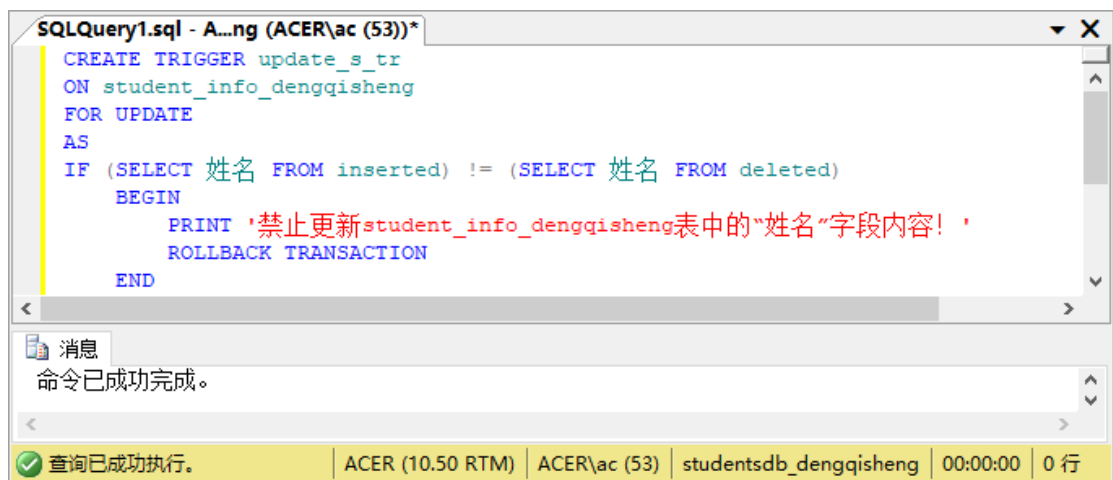 SQLQuery1.sql - A...ng (ACER\ac (53))*
CREATE TRIGGER update_s_tr
ON student_info_dengqisheng
FOR UPDATE
AS
IF (SELECT 姓名 FROM inserted) != (SELECT 姓名 FROM deleted)
BEGIN
PRINT '禁止更新student_info_dengqisheng表中的“姓名”字段内容！'
ROLLBACK TRANSACTION
END
消息
命令已成功完成。
查询已成功执行。 ACER (10.50 RTM) ACER\ac (53) studentsdb_dengqisheng 00:00:00 0 行